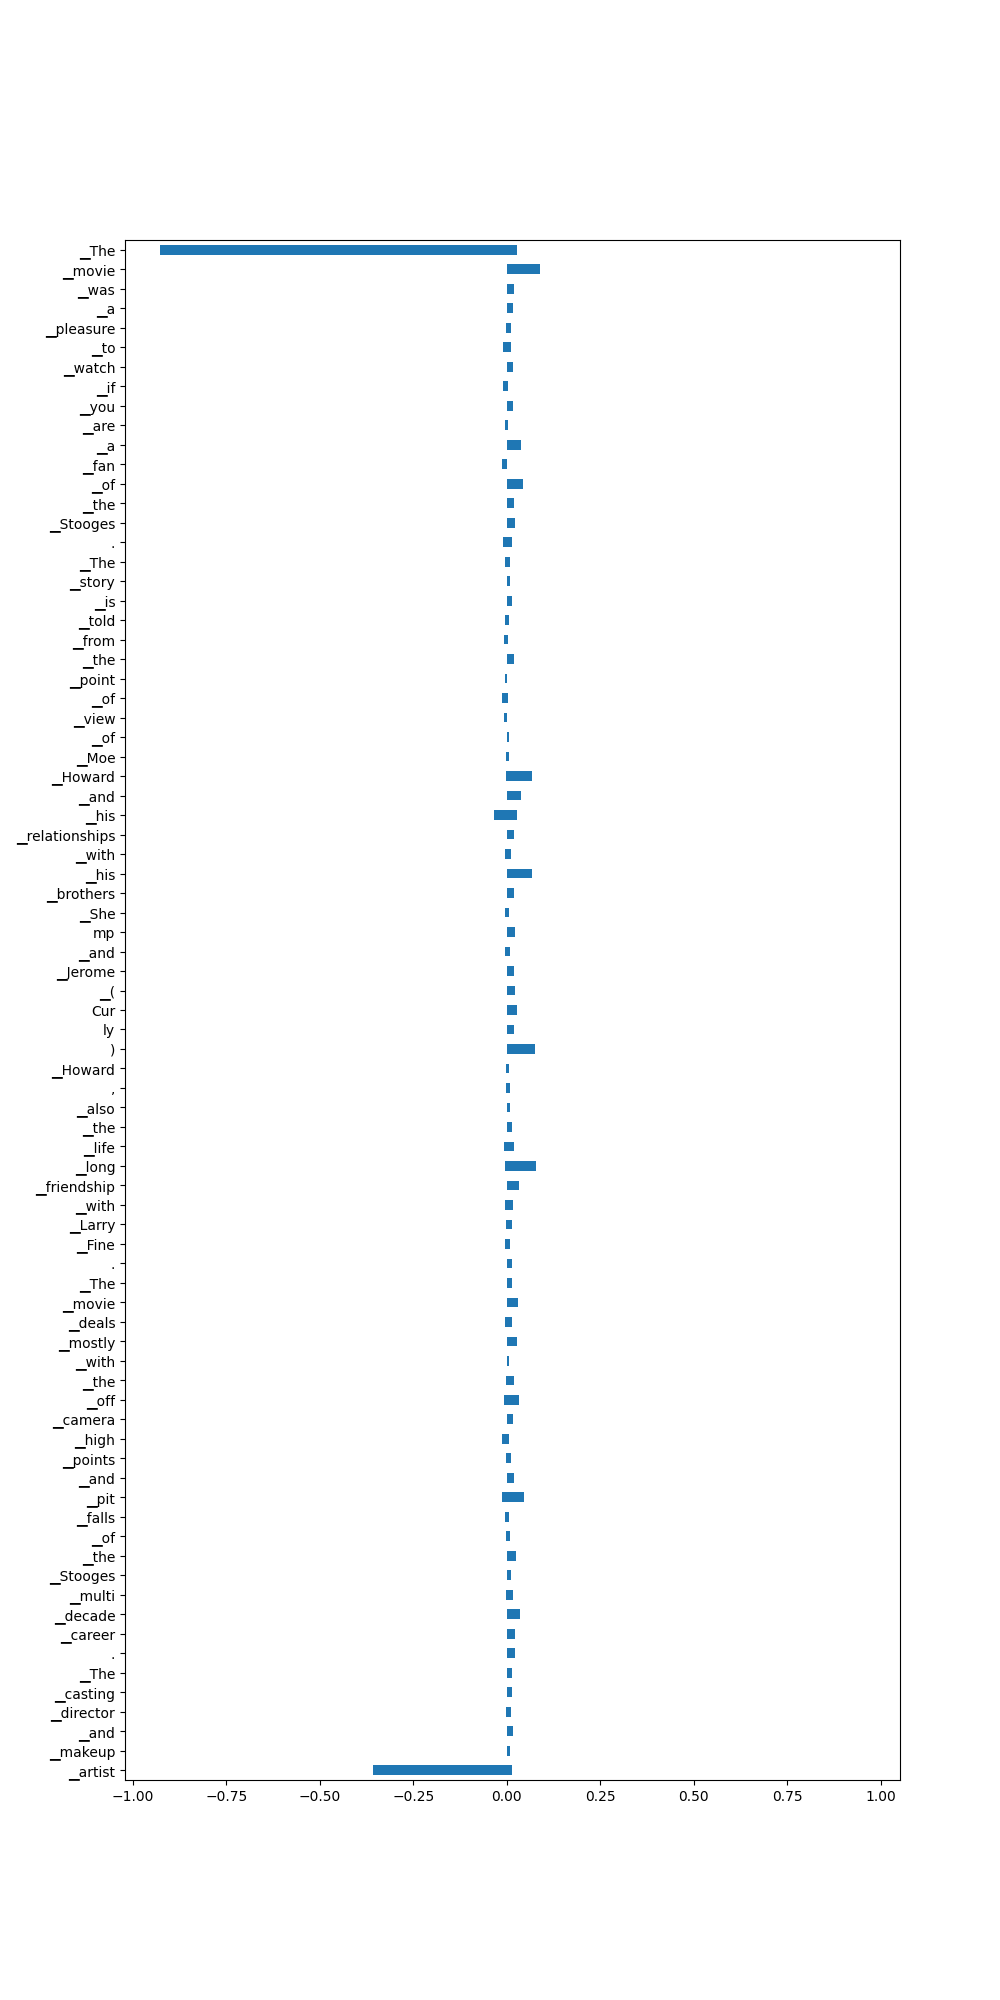 _The
_movie
_was
_a
_pleasure
_to
_watch
_if
_you
_are
_a
_fan
_of
_the
_Stooges
.
_The
_story
_is
_told
_from
_the
_point
_of
_view
_of
_Moe
_Howard
_and
_his
_relationships
_with
_his
_brothers
_She
mp
_and
_Jerome
_(
Cur
ly
)
_Howard
,
_also
_the
_life
_long
_friendship
_with
_Larry
_Fine
.
_The
_movie
_deals
_mostly
_with
_the
_off
_camera
_high
_points
_and
_pit
_falls
_of
_the
_Stooges
_multi
_decade
_career
.
_The
_casting
_director
_and
_makeup
_artist
−1.00 −0.75 −0.50 −0.25 0.00 0.25 0.50 0.75 1.00